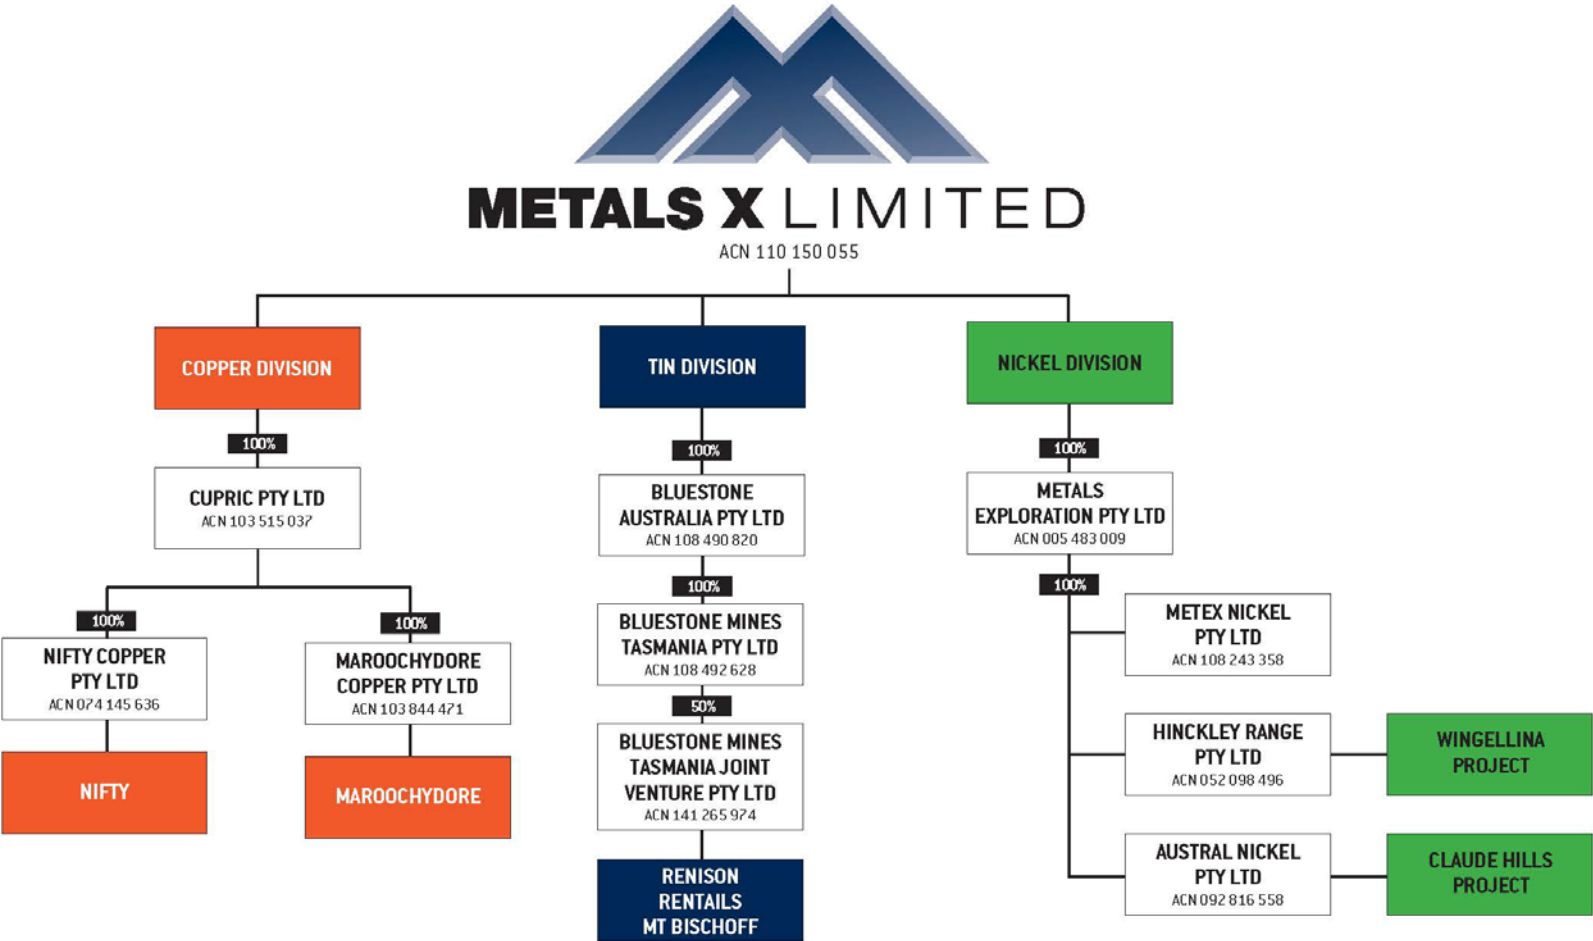 METALS X LIMITED
ACN 110 150 055
COPPER DIVISION
TIN DIVISION
NICKEL DIVISION
100%
CUPRIC PTY LTD
ACN 103 515 037
100%
NIFTY COPPER
PTY LTD
ACN 074 145 636
NIFTY
100%
MAROOCHYDORE
COPPER PTY LTD
ACN 103 844 471
MAROOCHYDORE
100%
BLUESTONE
AUSTRALIA PTY LTD
ACN 108 490 820
100%
BLUESTONE MINES
TASMANIA PTY LTD
ACN 108 492 628
50%
BLUESTONE MINES
TASMANIA JOINT
VENTURE PTY LTD
ACN 141 265 974
RENISON
RENTAILS
MT BISCHOFF
100%
METALS
EXPLORATION PTY LTD
ACN 005 483 009
100%
METEX NICKEL
PTY LTD
ACN 108 243 358
HINCKLEY RANGE
PTY LTD
ACN 052 098 496
WINGELLINA
PROJECT
AUSTRAL NICKEL
PTY LTD
ACN 092 816 558
CLAUDE HILLS
PROJECT